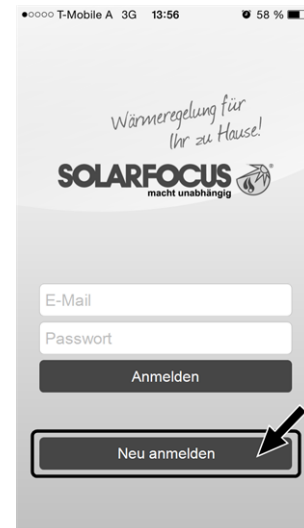 ●○○○○ T-Mobile A 3G 13:56 58 %
Wärmeregelung für
Ihr zu Hause!
SOLARFOCUS
macht unabhängig
E-Mail
Passwort
Anmelden
Neu anmelden